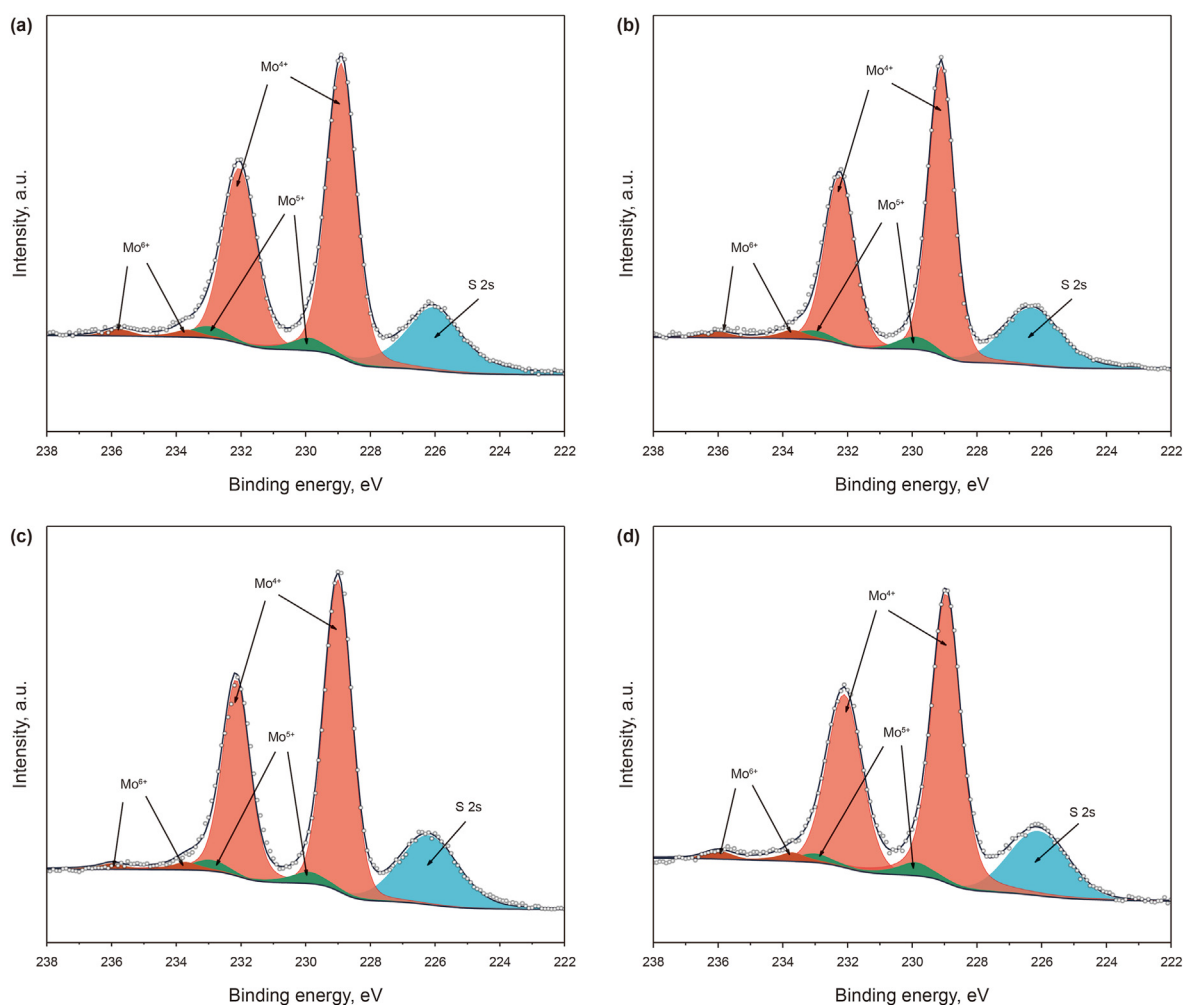 (a)
Mo⁴⁺
Mo⁵⁺
Mo⁶⁺
S 2s
Intensity, a.u.
238 236 234 232 230 228 226 224 222
Binding energy, eV
(b)
Mo⁴⁺
Mo⁵⁺
Mo⁶⁺
S 2s
Intensity, a.u.
238 236 234 232 230 228 226 224 222
Binding energy, eV
(c)
Mo⁴⁺
Mo⁵⁺
Mo⁶⁺
S 2s
Intensity, a.u.
238 236 234 232 230 228 226 224 222
Binding energy, eV
(d)
Mo⁴⁺
Mo⁵⁺
Mo⁶⁺
S 2s
Intensity, a.u.
238 236 234 232 230 228 226 224 222
Binding energy, eV